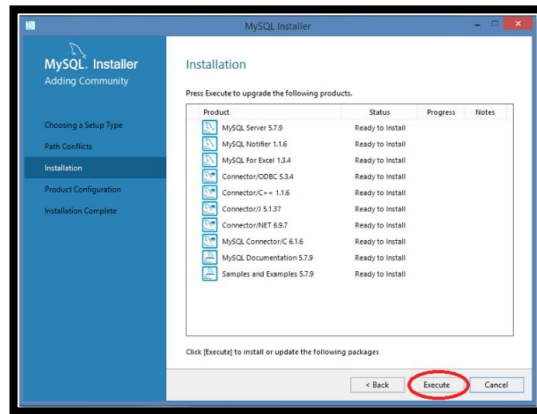 MySQL Installer
MySQL. Installer
Adding Community
Choosing a Setup Type
Path Conflicts
Installation
Product Configuration
Installation Complete
Installation
Press Execute to upgrade the following products.
Product Status Progress Notes
MySQL Server 5.7.9 Ready to Install
MySQL Notifier 1.1.6 Ready to Install
MySQL For Excel 1.3.4 Ready to Install
Connector/ODBC 5.3.4 Ready to Install
Connector/C++ 1.1.6 Ready to Install
Connector/J 5.1.37 Ready to Install
Connector/NET 6.9.7 Ready to Install
MySQL Connector/C 6.1.6 Ready to Install
MySQL Documentation 5.7.9 Ready to Install
Samples and Examples 5.7.9 Ready to Install
Click [Execute] to install or update the following packages
< Back Execute Cancel